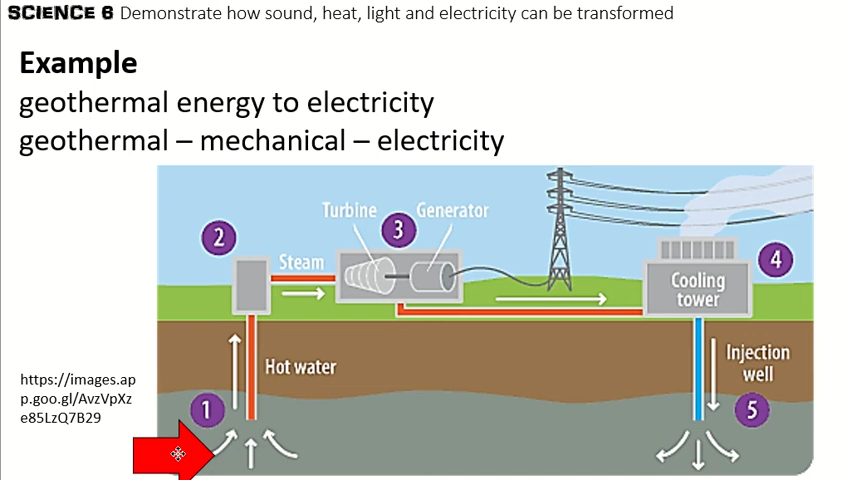 SCIENCE 6 Demonstrate how sound, heat, light and electricity can be transformed
Example
geothermal energy to electricity
geothermal – mechanical – electricity
Turbine
3
Generator
2
Steam
4
Cooling
tower
Hot water
Injection
well
https://images.ap
p.goo.gl/AvzVpXz
e85LzQ7B29
1
5